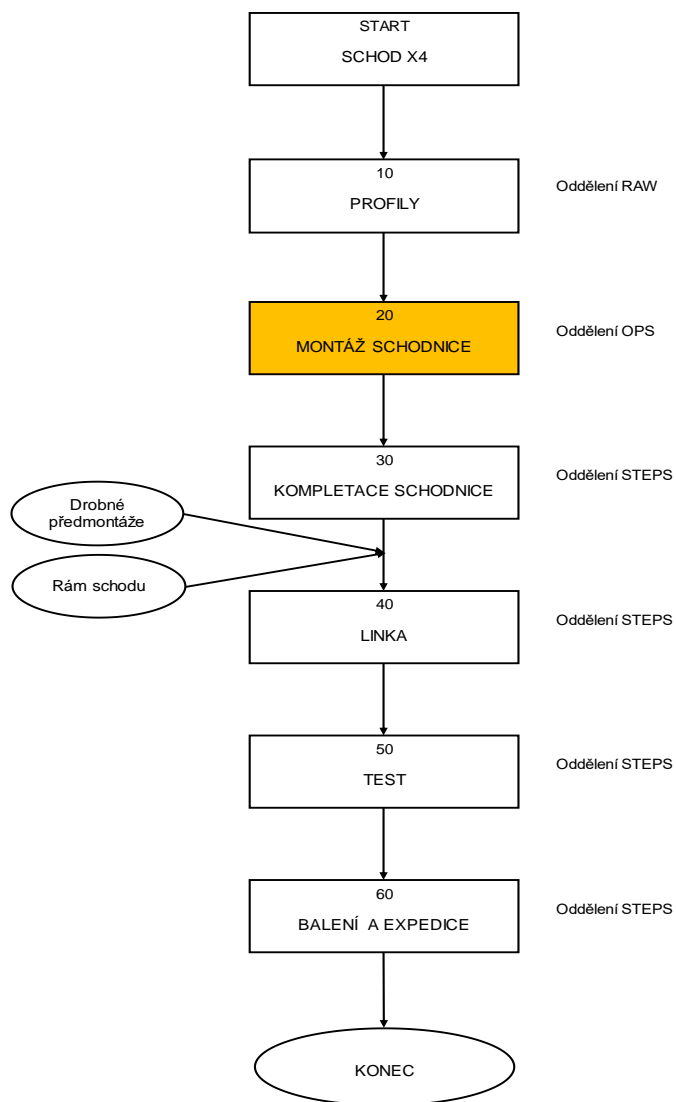 START
SCHOD X4
10
PROFILY
Oddělení RAW
20
MONTÁŽ SCHODNICE
Oddělení OPS
30
KOMPLETACE SCHODNICE
Oddělení STEPS
Drobné
předmontáže
Rám schodu
40
LINKA
Oddělení STEPS
50
TEST
Oddělení STEPS
60
BALENÍ A EXPEDICE
Oddělení STEPS
KONEC